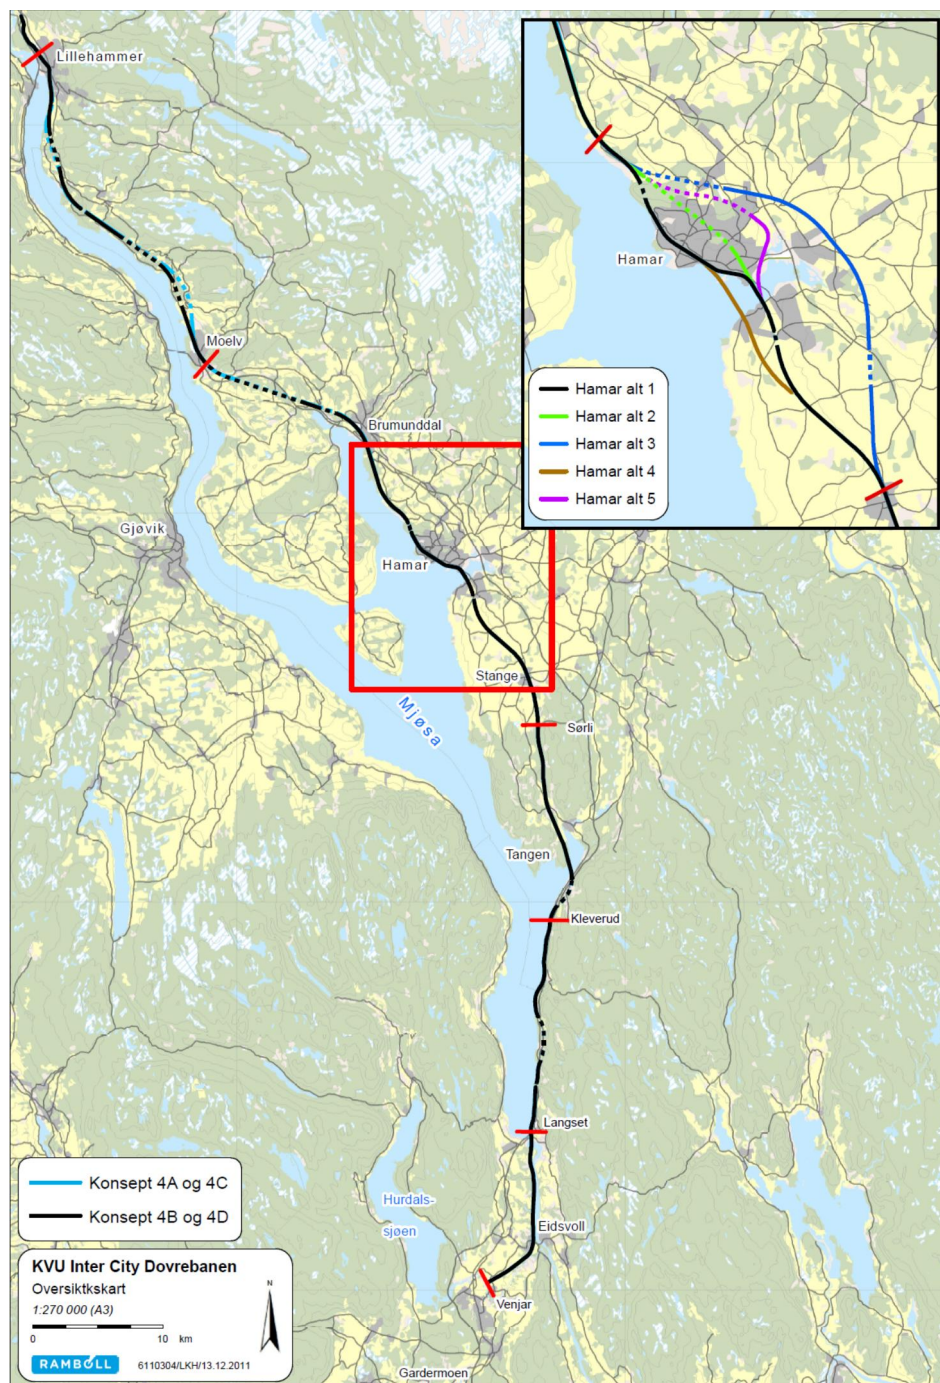 Lillehammer
Moelv
Brumunddal
Gjøvik
Hamar
Stange
Mjøsa
Sørli
Tangen
Kleverud
Langset
Hurdals-
sjøen
Eidsvoll
Venjar
Gardermoen
Hamar
Hamar alt 1
Hamar alt 2
Hamar alt 3
Hamar alt 4
Hamar alt 5
Konsept 4A og 4C
Konsept 4B og 4D
KVU Inter City Dovrebanen
Oversiktkskart
1:270 000 (A3)
N
0 10 km
RAMBOLL 6110304/LKH/13.12.2011